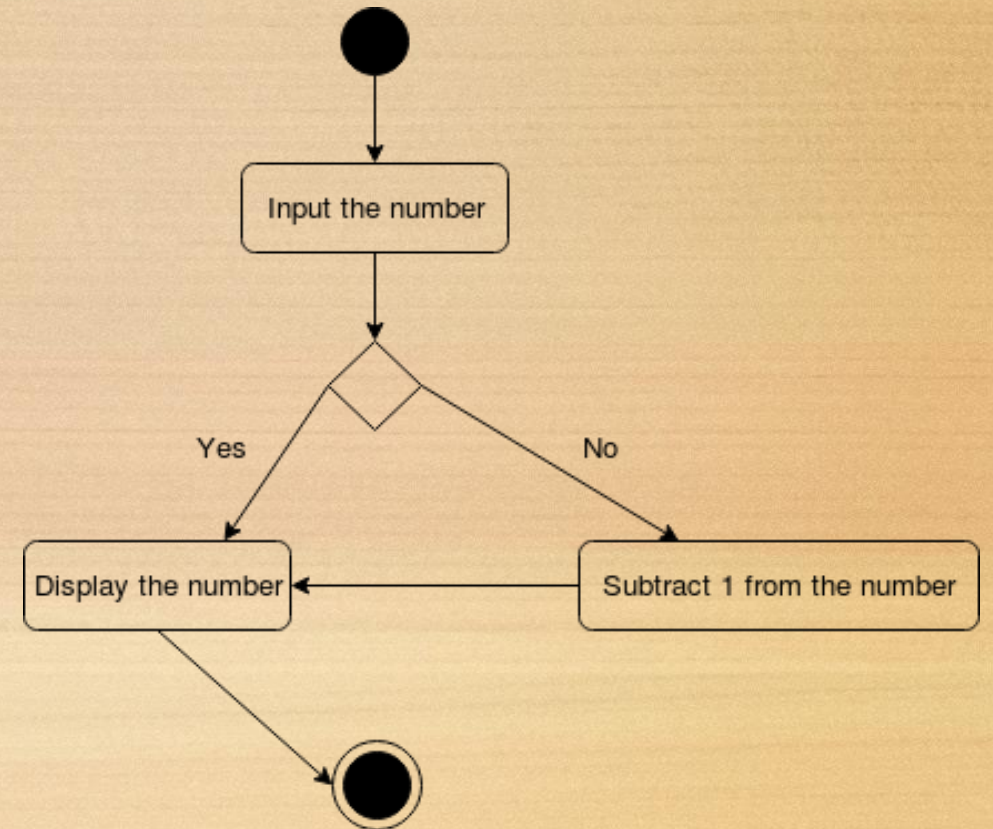 Input the number
Yes
No
Display the number
Subtract 1 from the number